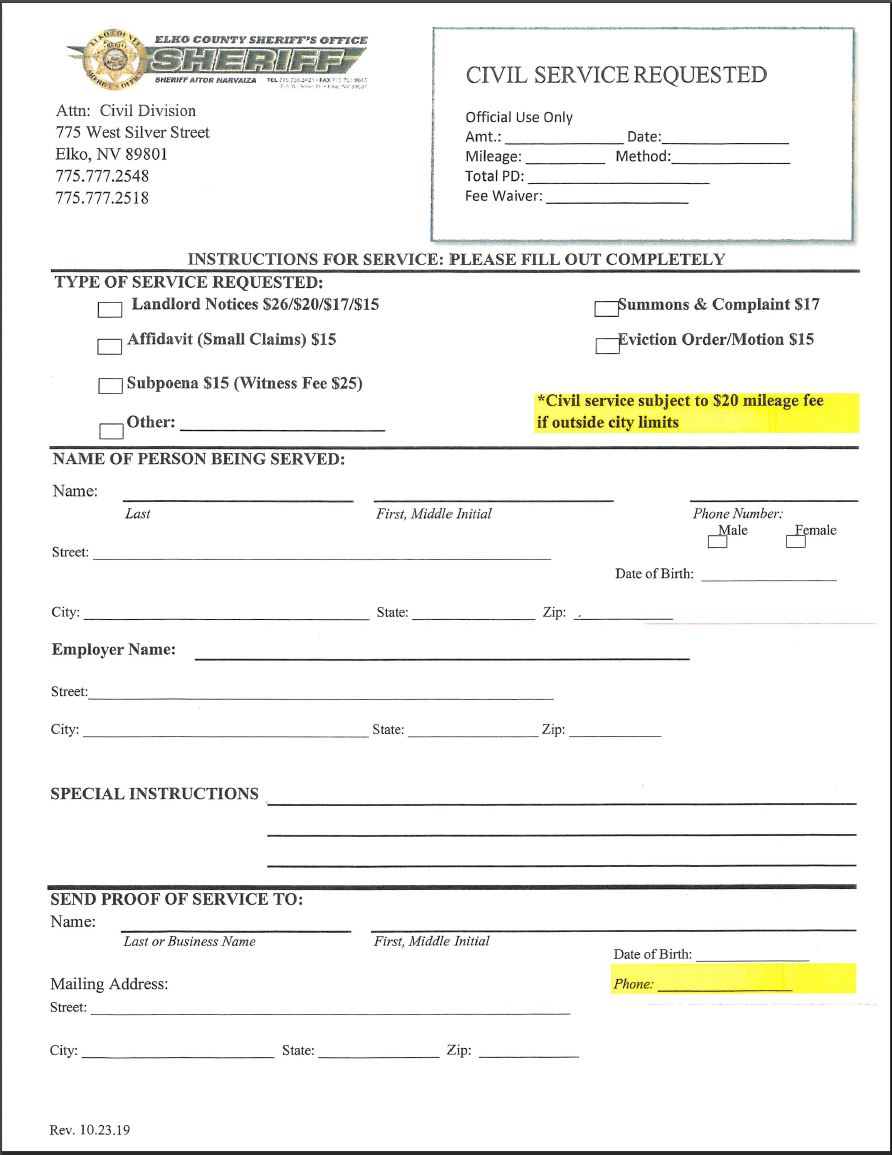 ELKO COUNTY SHERIFF'S OFFICE
SHERIFF
SHERIFF AITOR NARVAIZA
ELKO COUNTY
SHERIFF'S OFFICE
Attn: Civil Division
775 West Silver Street
Elko, NV 89801
775.777.2548
775.777.2518
CIVIL SERVICE REQUESTED
Official Use Only
Amt.: Date:
Mileage: Method:
Total PD:
Fee Waiver:
INSTRUCTIONS FOR SERVICE: PLEASE FILL OUT COMPLETELY
TYPE OF SERVICE REQUESTED:
Landlord Notices $26/$20/$17/$15 Summons & Complaint $17
Affidavit (Small Claims) $15 Eviction Order/Motion $15
Subpoena $15 (Witness Fee $25)
*Civil service subject to $20 mileage fee
if outside city limits
Other:
NAME OF PERSON BEING SERVED:
Name:
Last First, Middle Initial Phone Number:
Male Female
Street:
Date of Birth:
City: State: Zip:
Employer Name:
Street:
City: State: Zip:
SPECIAL INSTRUCTIONS
SEND PROOF OF SERVICE TO:
Name:
Last or Business Name First, Middle Initial
Date of Birth:
Mailing Address: Phone:
Street:
City: State: Zip:
Rev. 10.23.19